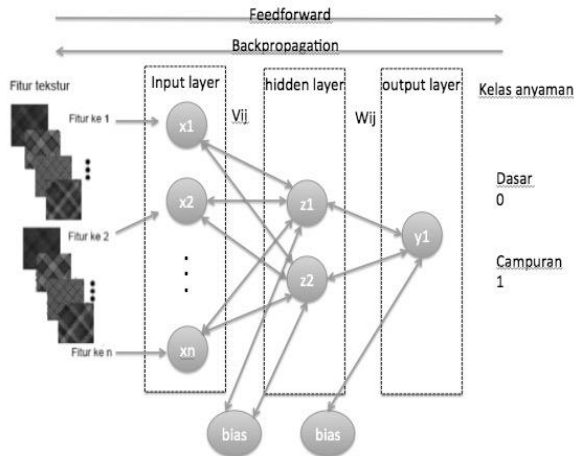 Feedforward
Backpropagation
Fitur tekstur
Input layer
Vij
hidden layer
Wij
output layer
Kelas anyaman
Fitur ke 1
x1
Fitur ke 2
x2
z1
y1
Dasar
0
z2
Campuran
1
Fitur ke n
xn
bias
bias